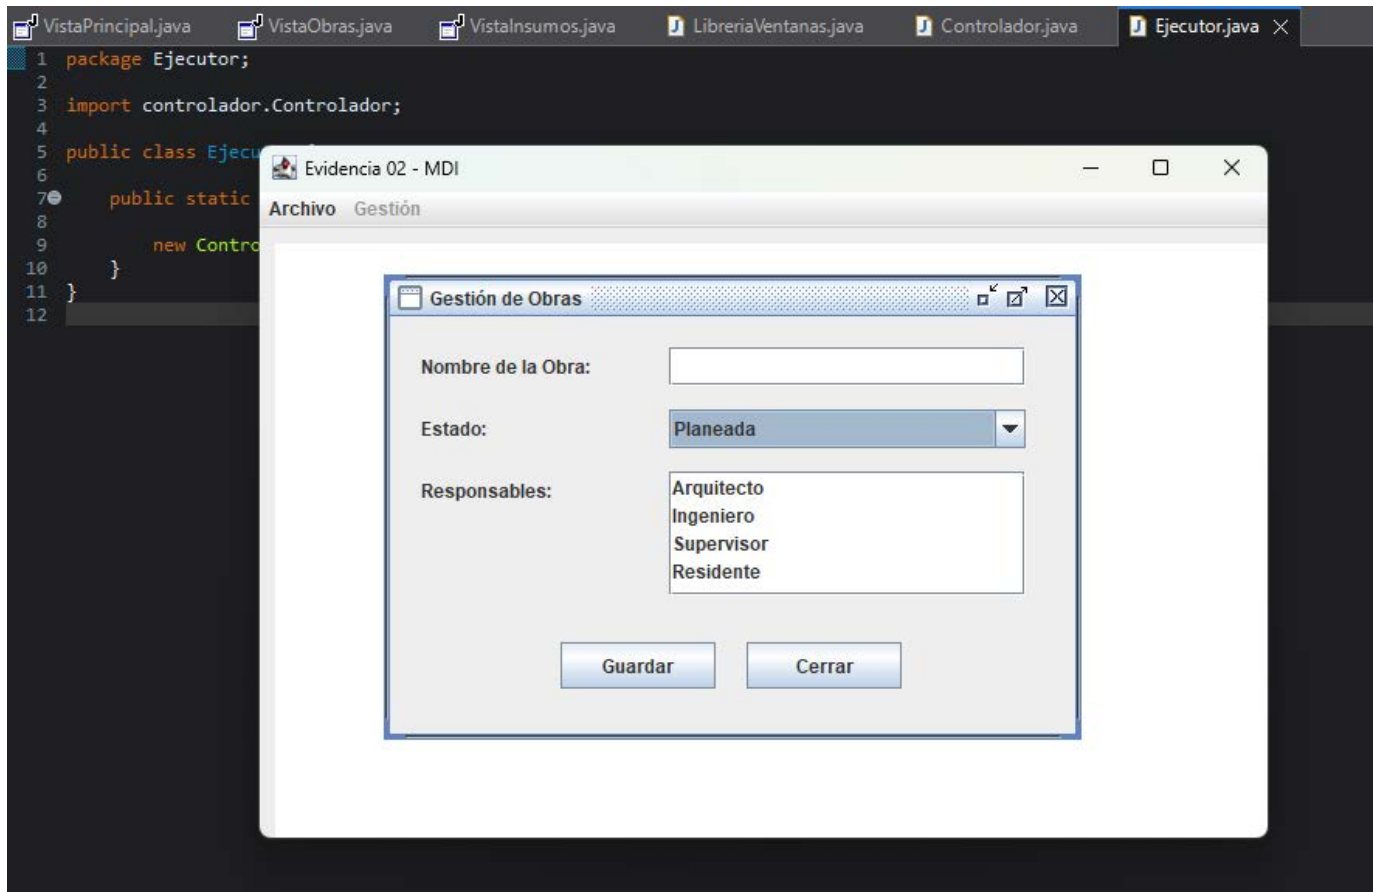 VistaPrincipal.java VistaObras.java VistaInsumos.java LibreriaVentanas.java Controlador.java Ejecutor.java
1 package Ejecutor;
2
3 import controlador.Controlador;
4
5 public class Ejecu
6
7 public static
8
9 new Contro
10 }
11 }
12
Evidencia 02 - MDI
Archivo Gestión
Gestión de Obras
Nombre de la Obra:
Estado: Planeada
Responsables: Arquitecto
Ingeniero
Supervisor
Residente
Guardar Cerrar